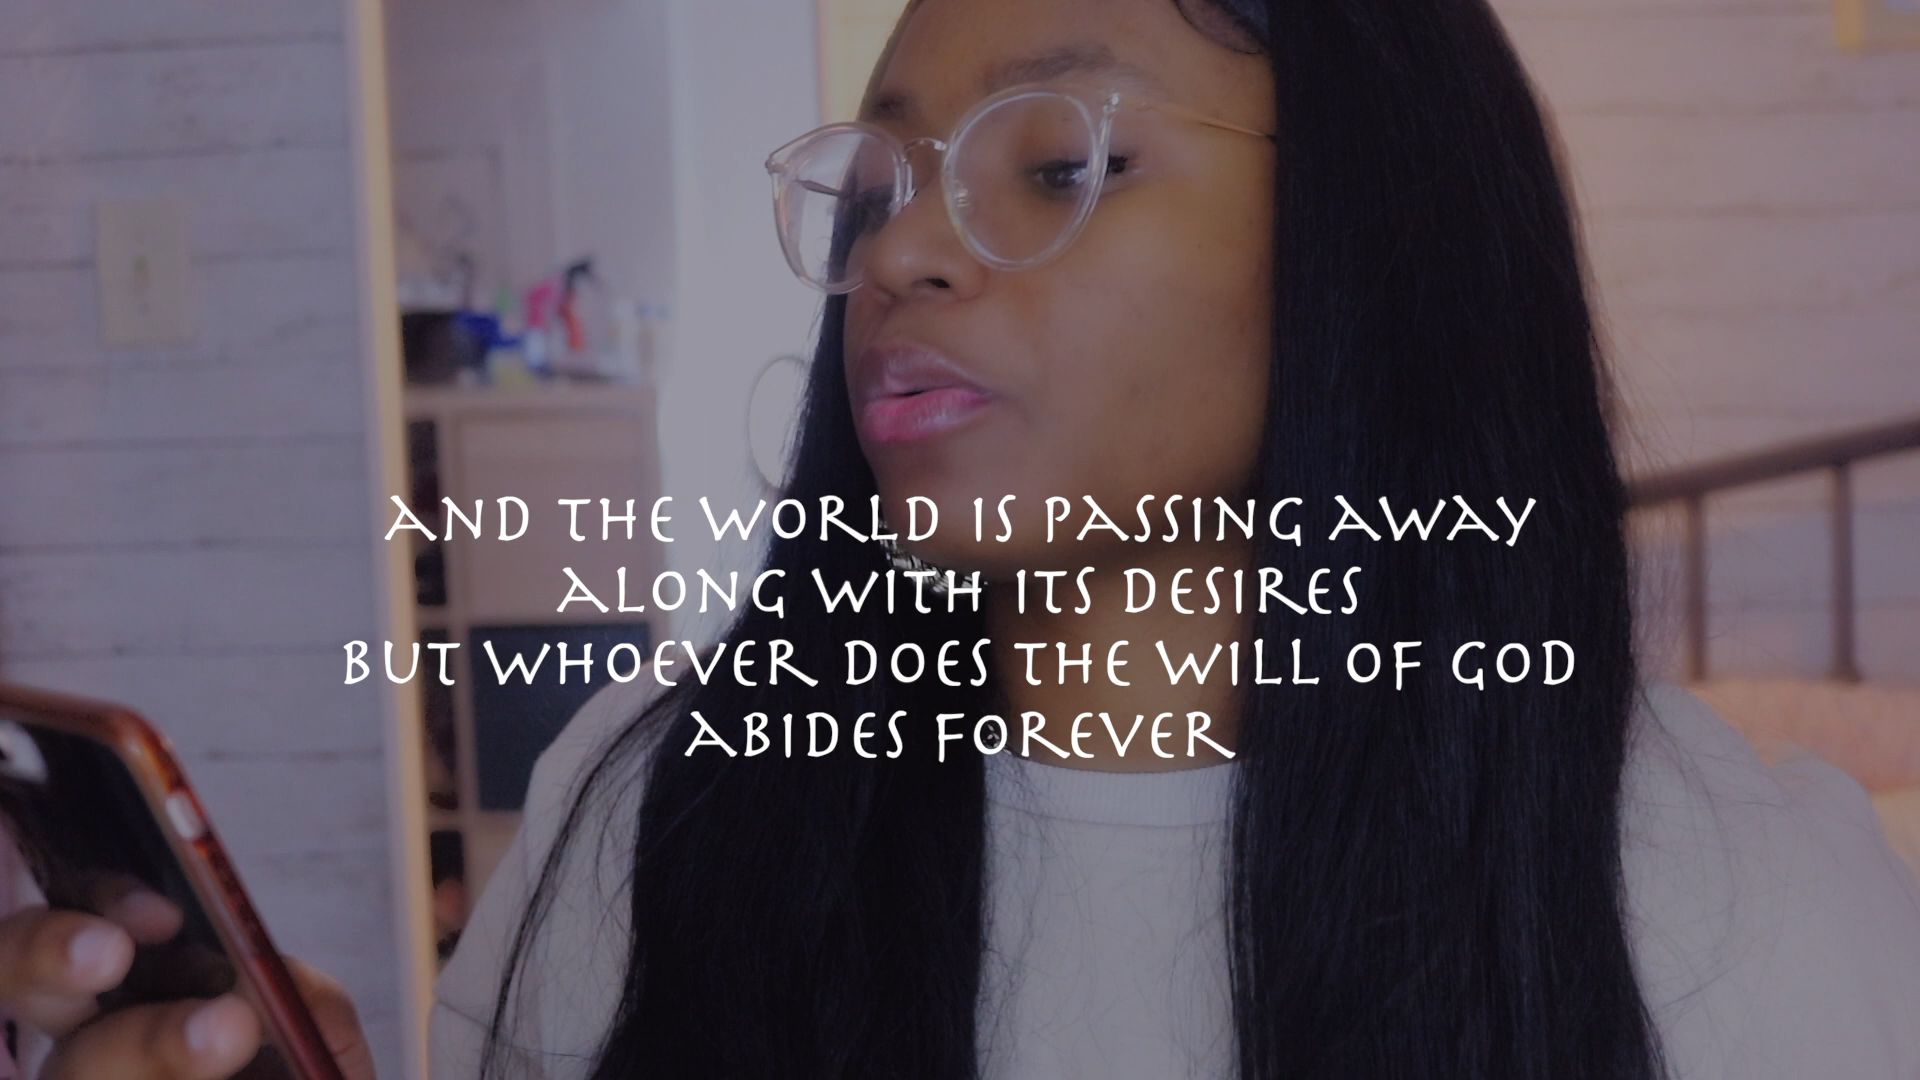 AND THE WORLD IS PASSING AWAY
ALONG WITH ITS DESIRES
BUT WHOEVER DOES THE WILL OF GOD
ABIDES FOREVER